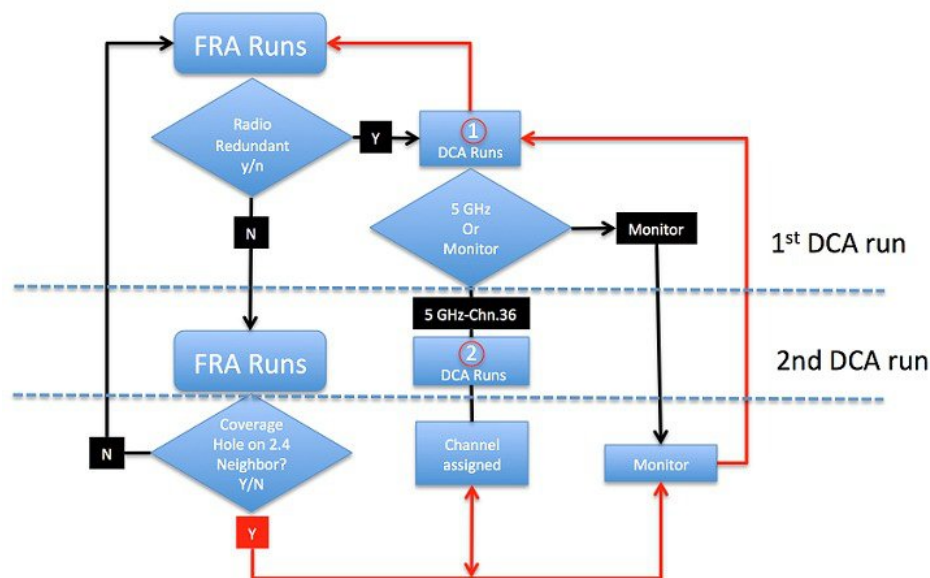 FRA Runs
Radio
Redundant
y/n
Y
1
DCA Runs
N
5 GHz
Or
Monitor
Monitor
1st DCA run
5 GHz-Chn.36
FRA Runs
2
DCA Runs
2nd DCA run
Coverage
Hole on 2.4
Neighbor?
Y/N
N
Channel
assigned
Monitor
Y